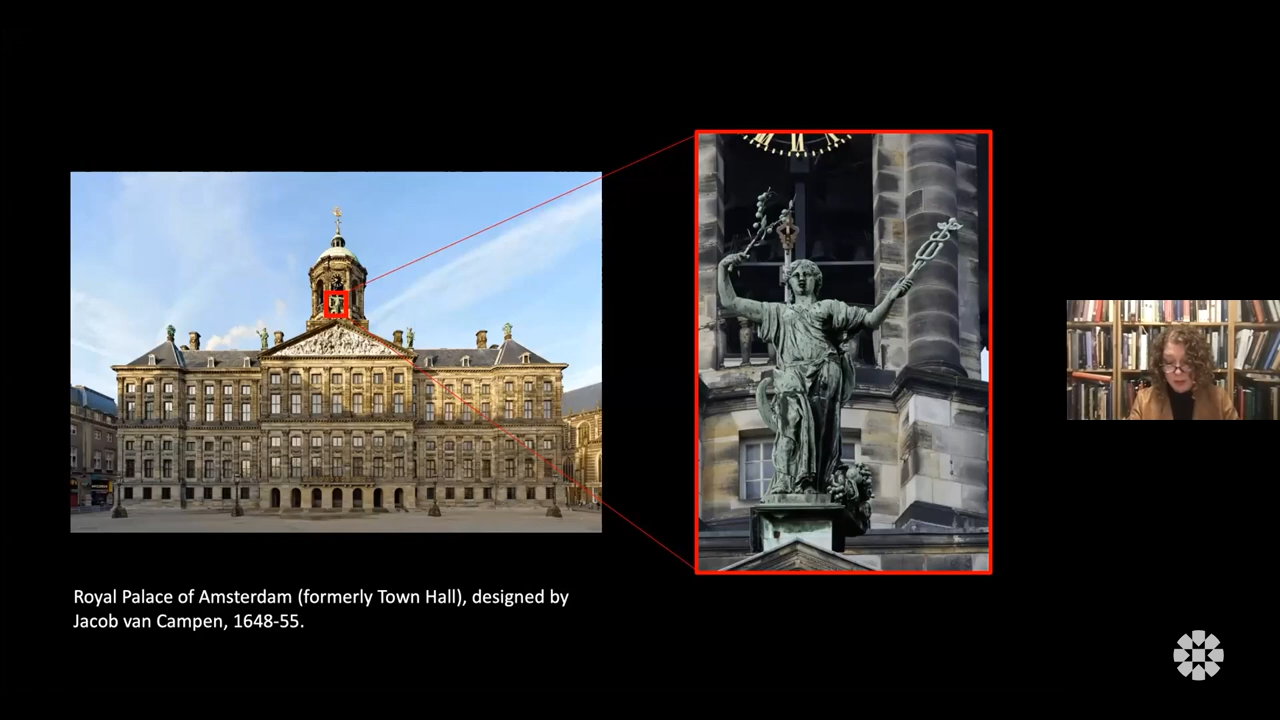 Royal Palace of Amsterdam (formerly Town Hall), designed by
Jacob van Campen, 1648-55.